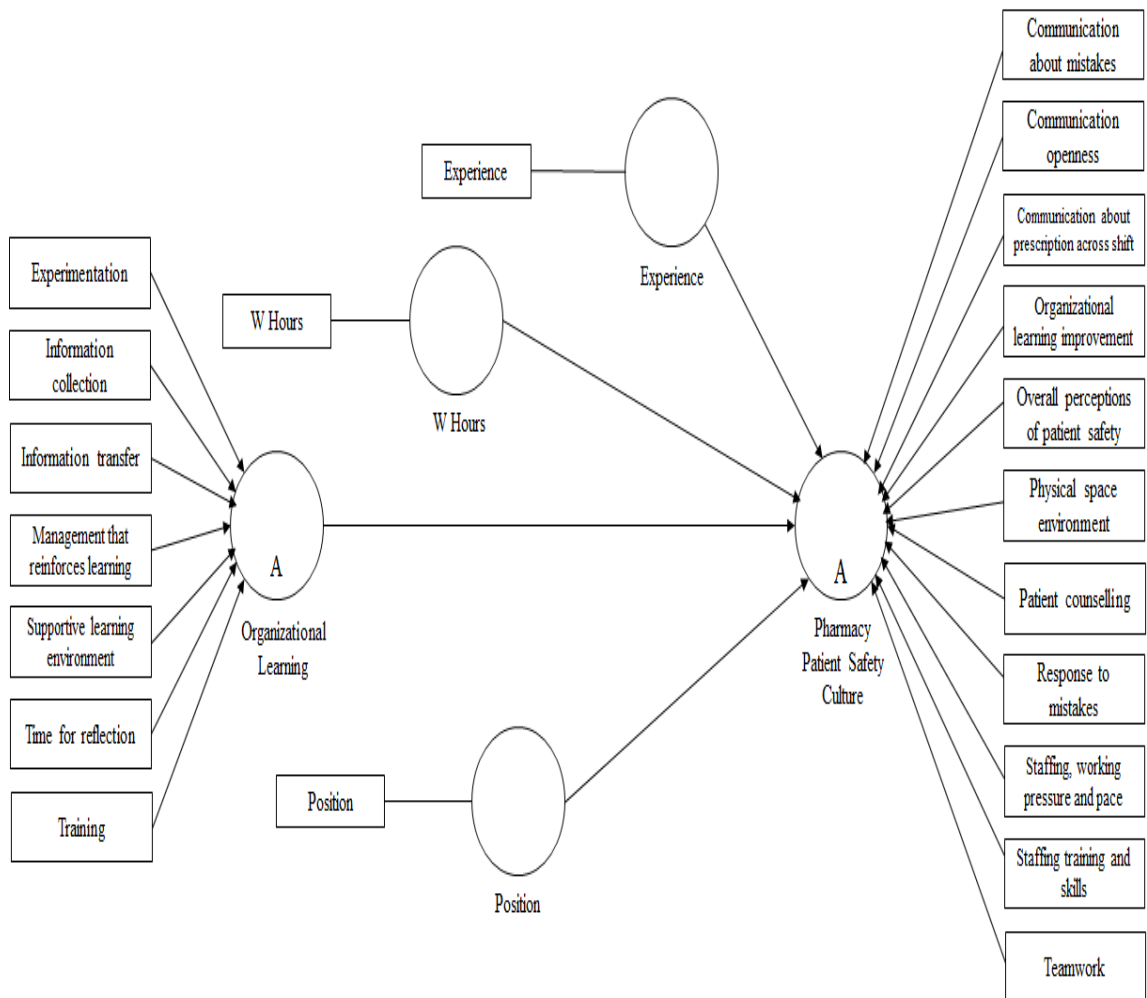 Experimentation
Information
collection
Information transfer
Management that
reinforces learning
Supportive learning
environment
Time for reflection
Training
A
Organizational
Learning
W Hours
W Hours
Experience
Experience
Position
Position
A
Pharmacy
Patient Safety
Culture
Communication
about mistakes
Communication
openness
Communication about
prescription across shift
Organizational
learning improvement
Overall perceptions
of patient safety
Physical space
environment
Patient counselling
Response to
mistakes
Staffing, working
pressure and pace
Staffing training and
skills
Teamwork